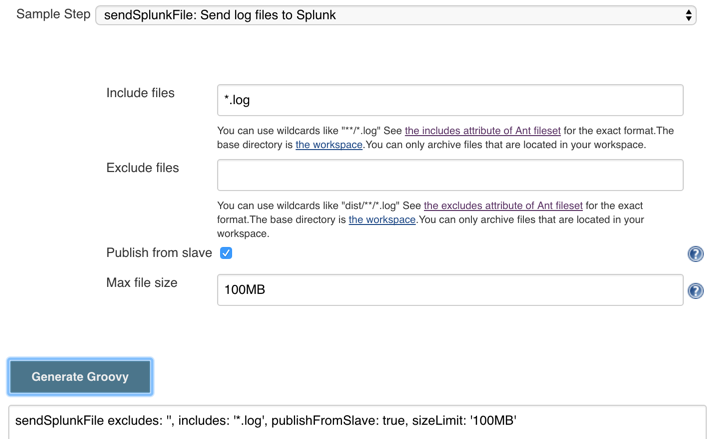 Sample Step sendSplunkFile: Send log files to Splunk
Include files
*.log
You can use wildcards like "**/*.log" See the includes attribute of Ant fileset for the exact format.The
base directory is the workspace.You can only archive files that are located in your workspace.
Exclude files
You can use wildcards like "dist/**/*.log" See the excludes attribute of Ant fileset for the exact
format.The base directory is the workspace.You can only archive files that are located in your
workspace.
Publish from slave
?
Max file size
100MB
?
Generate Groovy
sendSplunkFile excludes: '', includes: '*.log', publishFromSlave: true, sizeLimit: '100MB'